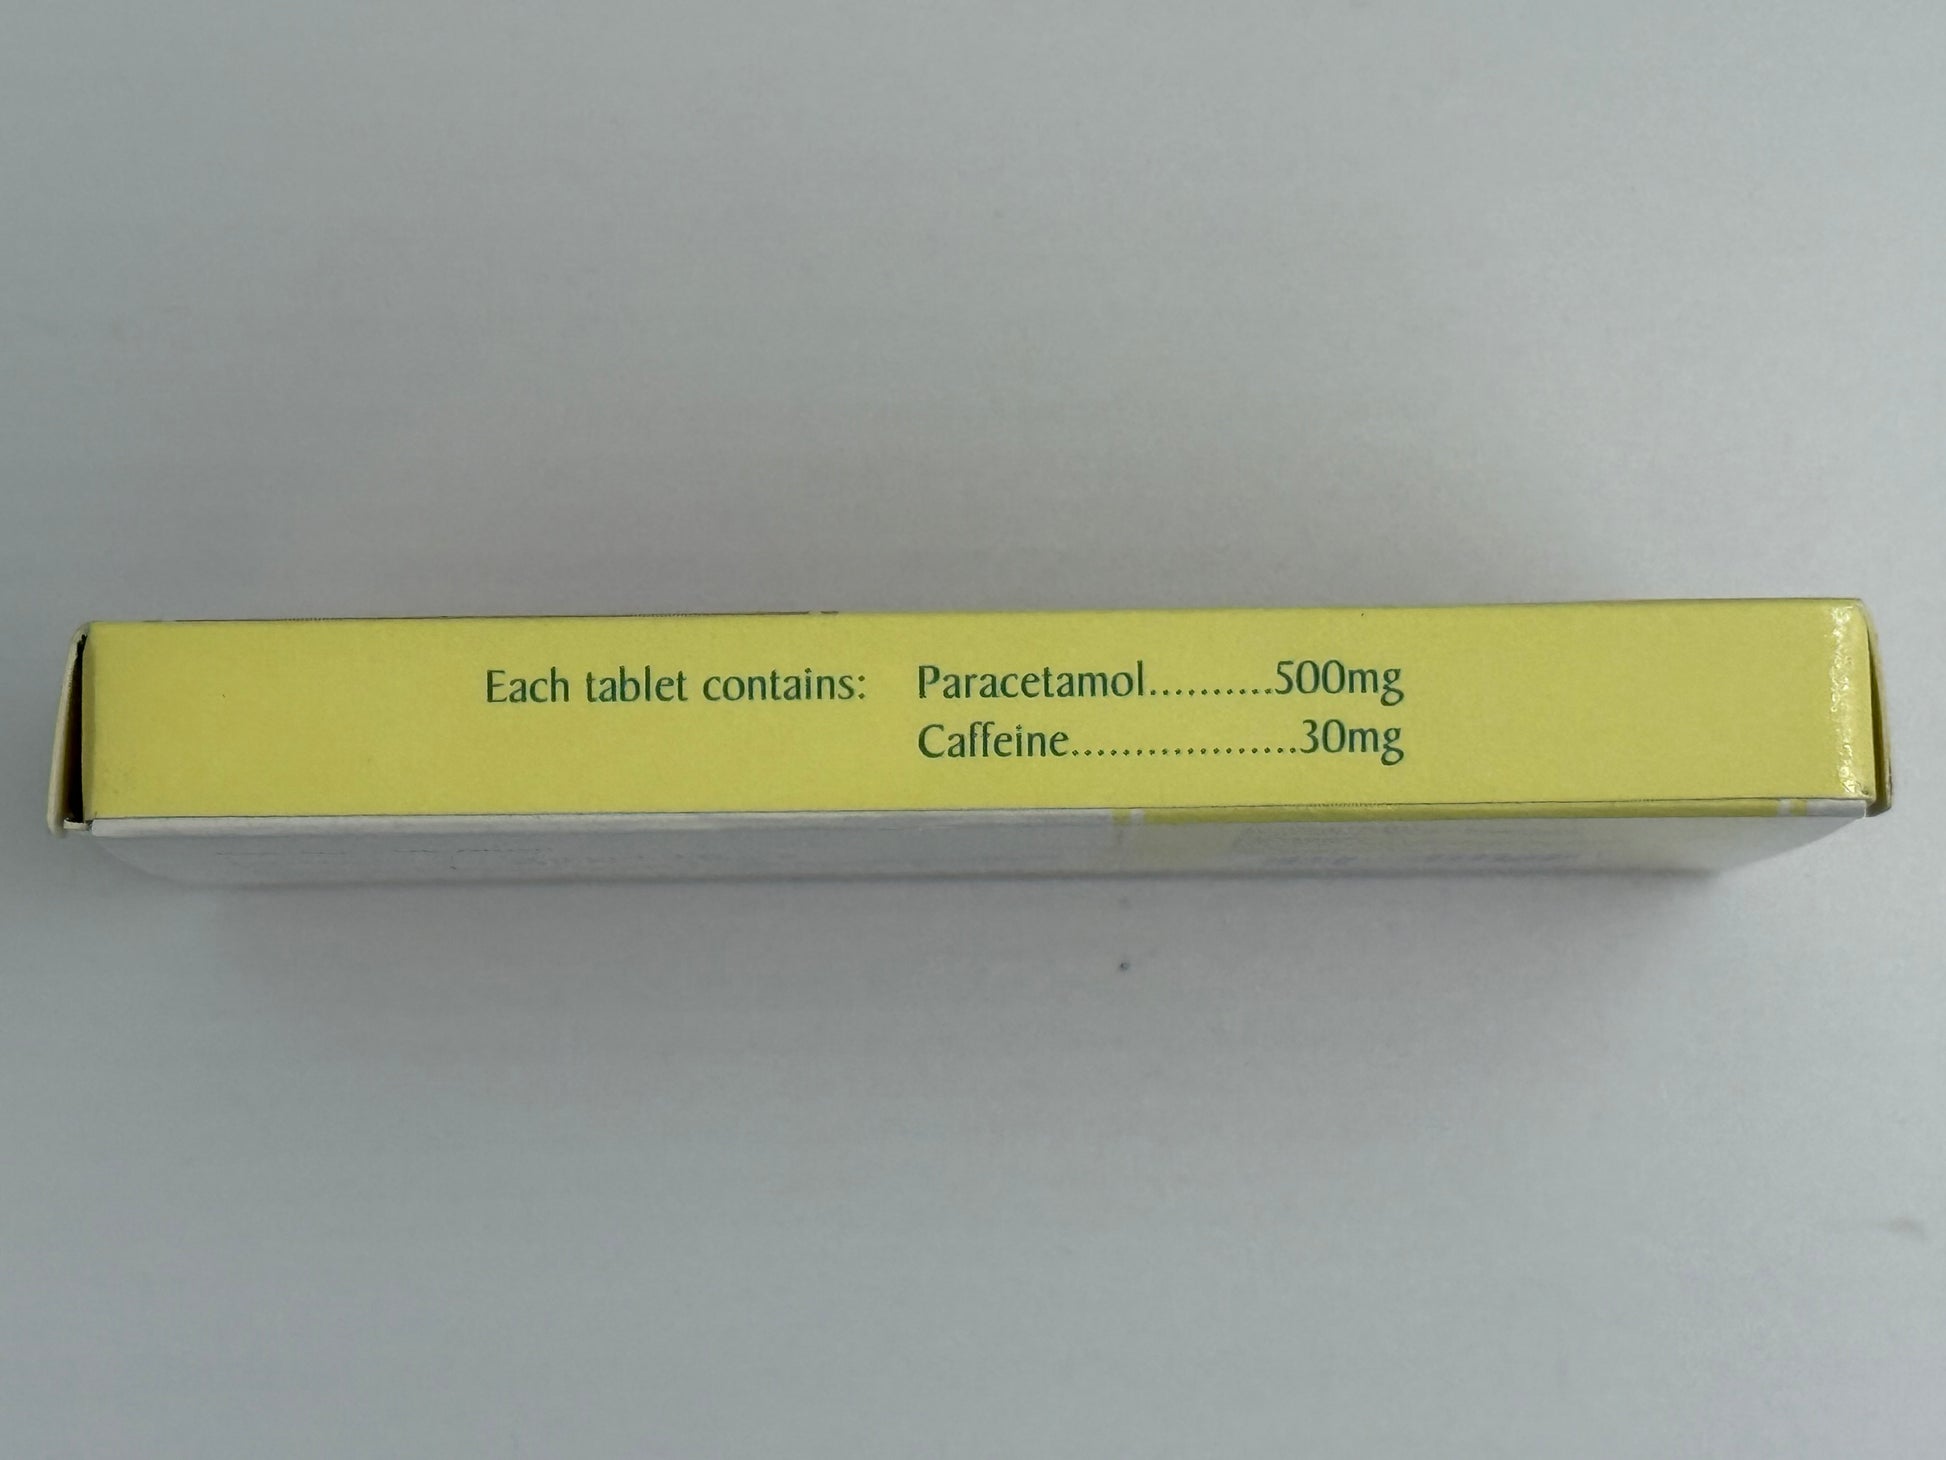 Each tablet contains: Paracetamol..........500mg
Caffeine..................30mg